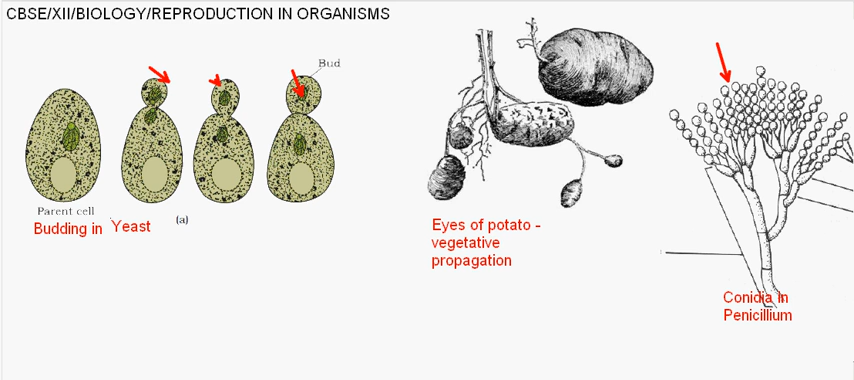 CBSE/XII/BIOLOGY/REPRODUCTION IN ORGANISMS
Bud
Parent cell
(a)
Budding in Yeast
Eyes of potato -
vegetative
propagation
Conidia in
Penicillium